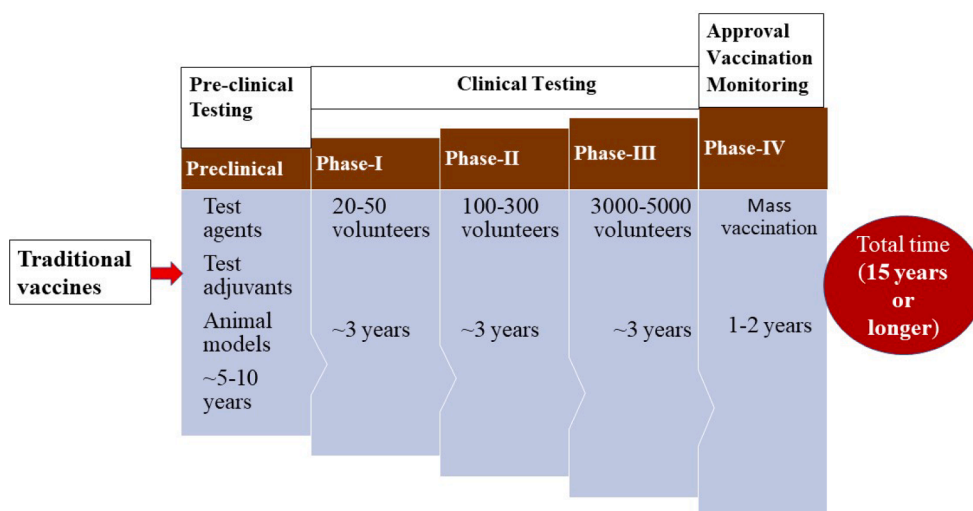 Pre-clinical
Testing
Clinical Testing
Approval
Vaccination
Monitoring
Preclinical
Phase-I
Phase-II
Phase-III
Phase-IV
Traditional
vaccines
Test
agents
Test
adjuvants
Animal
models
~5-10
years
20-50
volunteers
~3 years
100-300
volunteers
~3 years
3000-5000
volunteers
~3 years
Mass
vaccination
1-2 years
Total time
(15 years
or
longer)